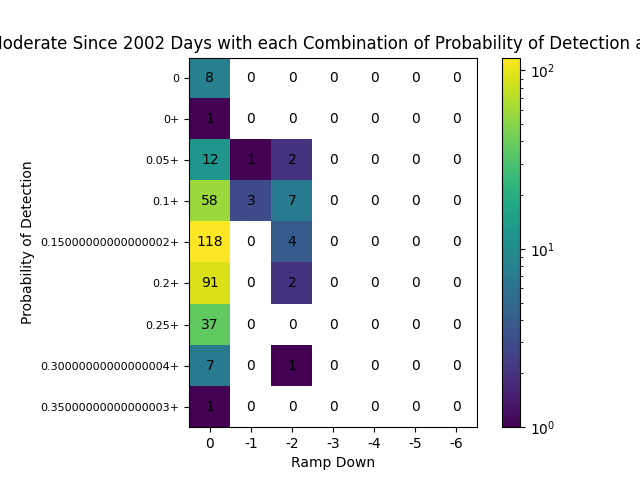 Moderate Since 2002 Days with each Combination of Probability of Detection
0 8 0 0 0 0 0 0
0+ 1 0 0 0 0 0 0
0.05+ 12 1 2 0 0 0 0
0.1+ 58 3 7 0 0 0 0
0.15000000000000002+ 118 0 4 0 0 0 0
0.2+ 91 0 2 0 0 0 0
0.25+ 37 0 0 0 0 0 0
0.30000000000000004+ 7 0 1 0 0 0 0
0.35000000000000003+ 1 0 0 0 0 0 0
0 -1 -2 -3 -4 -5 -6
Ramp Down
Probability of Detection
10²
10¹
10⁰